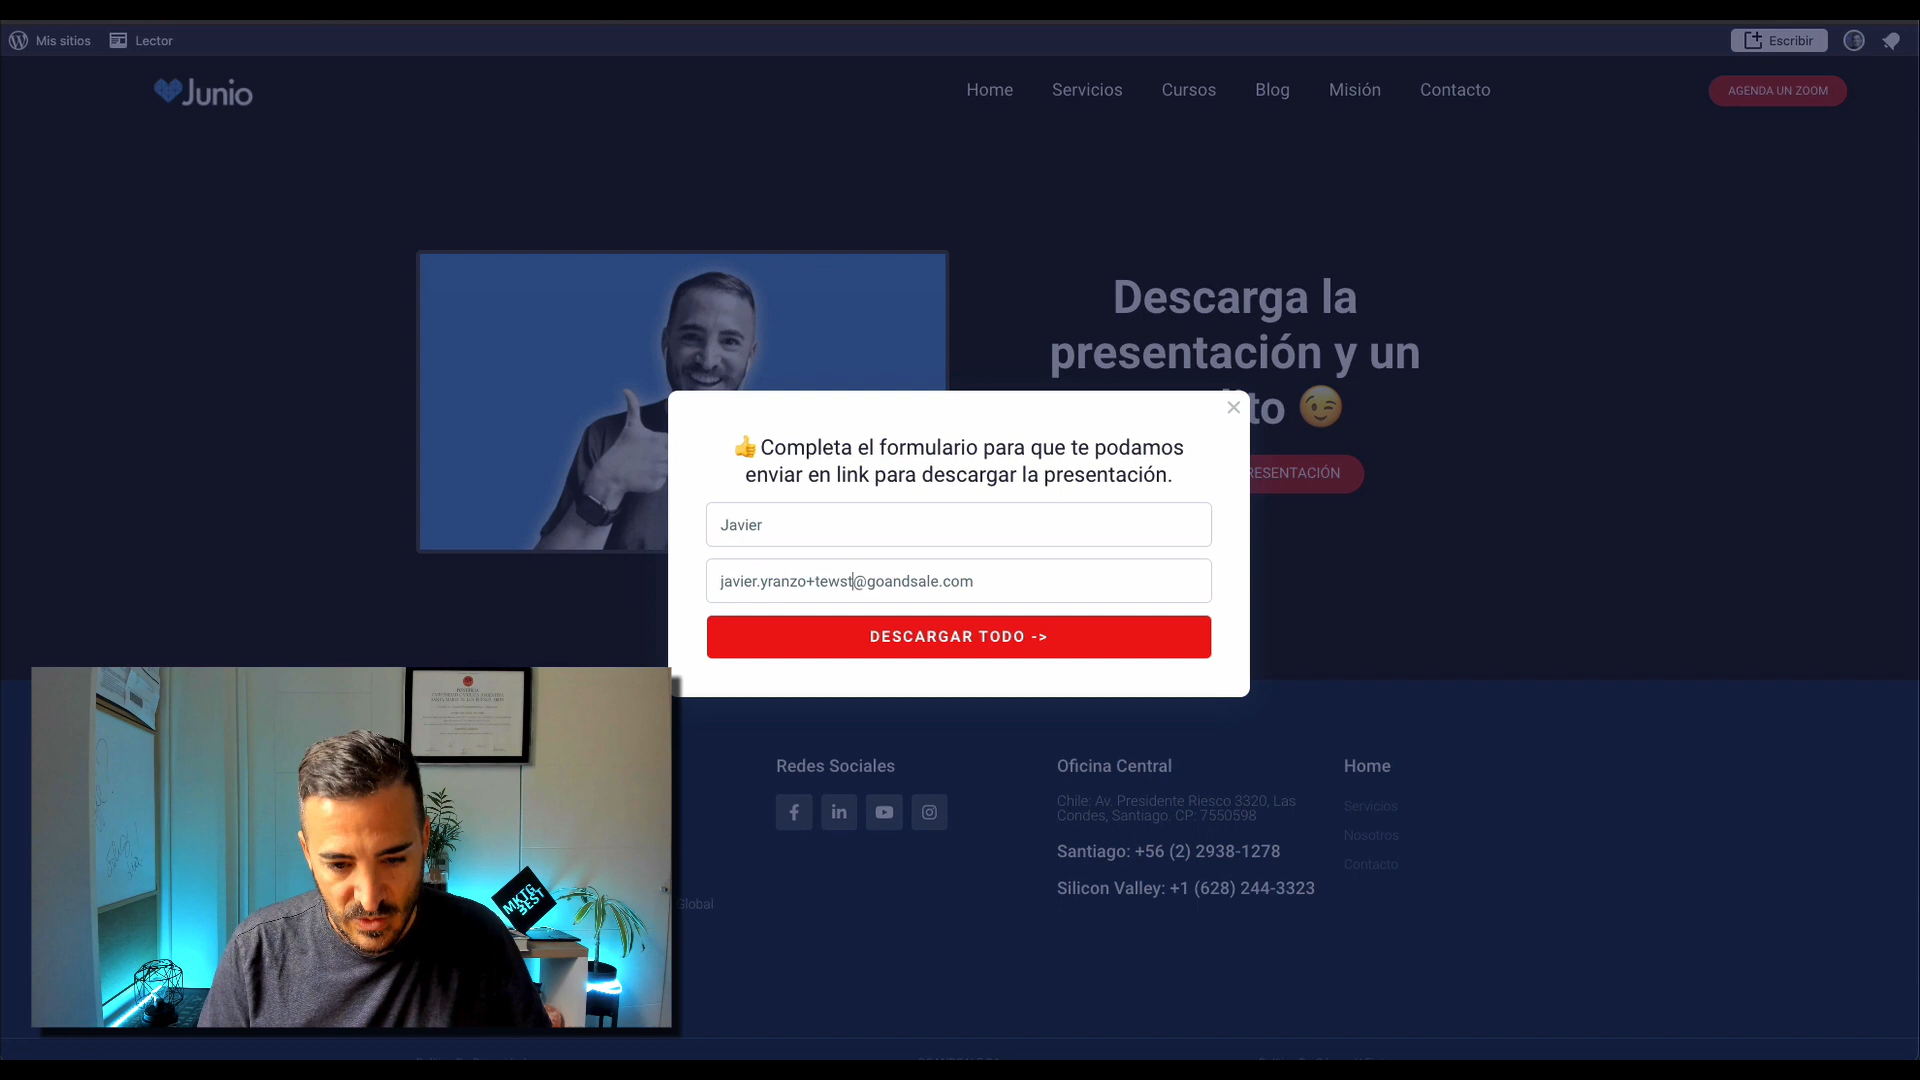 Mis sitios
Lector
Escribir
Junio
Home
Servicios
Cursos
Blog
Misión
Contacto
AGENDA UN ZOOM
Descarga la
presentación y un
to 😉
RESENTACIÓN
👍Completa el formulario para que te podamos
enviar en link para descargar la presentación.
Javier
javier.yranzo+tewst@goandsale.com
DESCARGAR TODO ->
MKTG
BEST
Global
Redes Sociales
Oficina Central
Chile: Av. Presidente Riesco 3320, Las
Condes, Santiago. CP: 7550598
Santiago: +56 (2) 2938-1278
Silicon Valley: +1 (628) 244-3323
Home
Servicios
Nosotros
Contacto